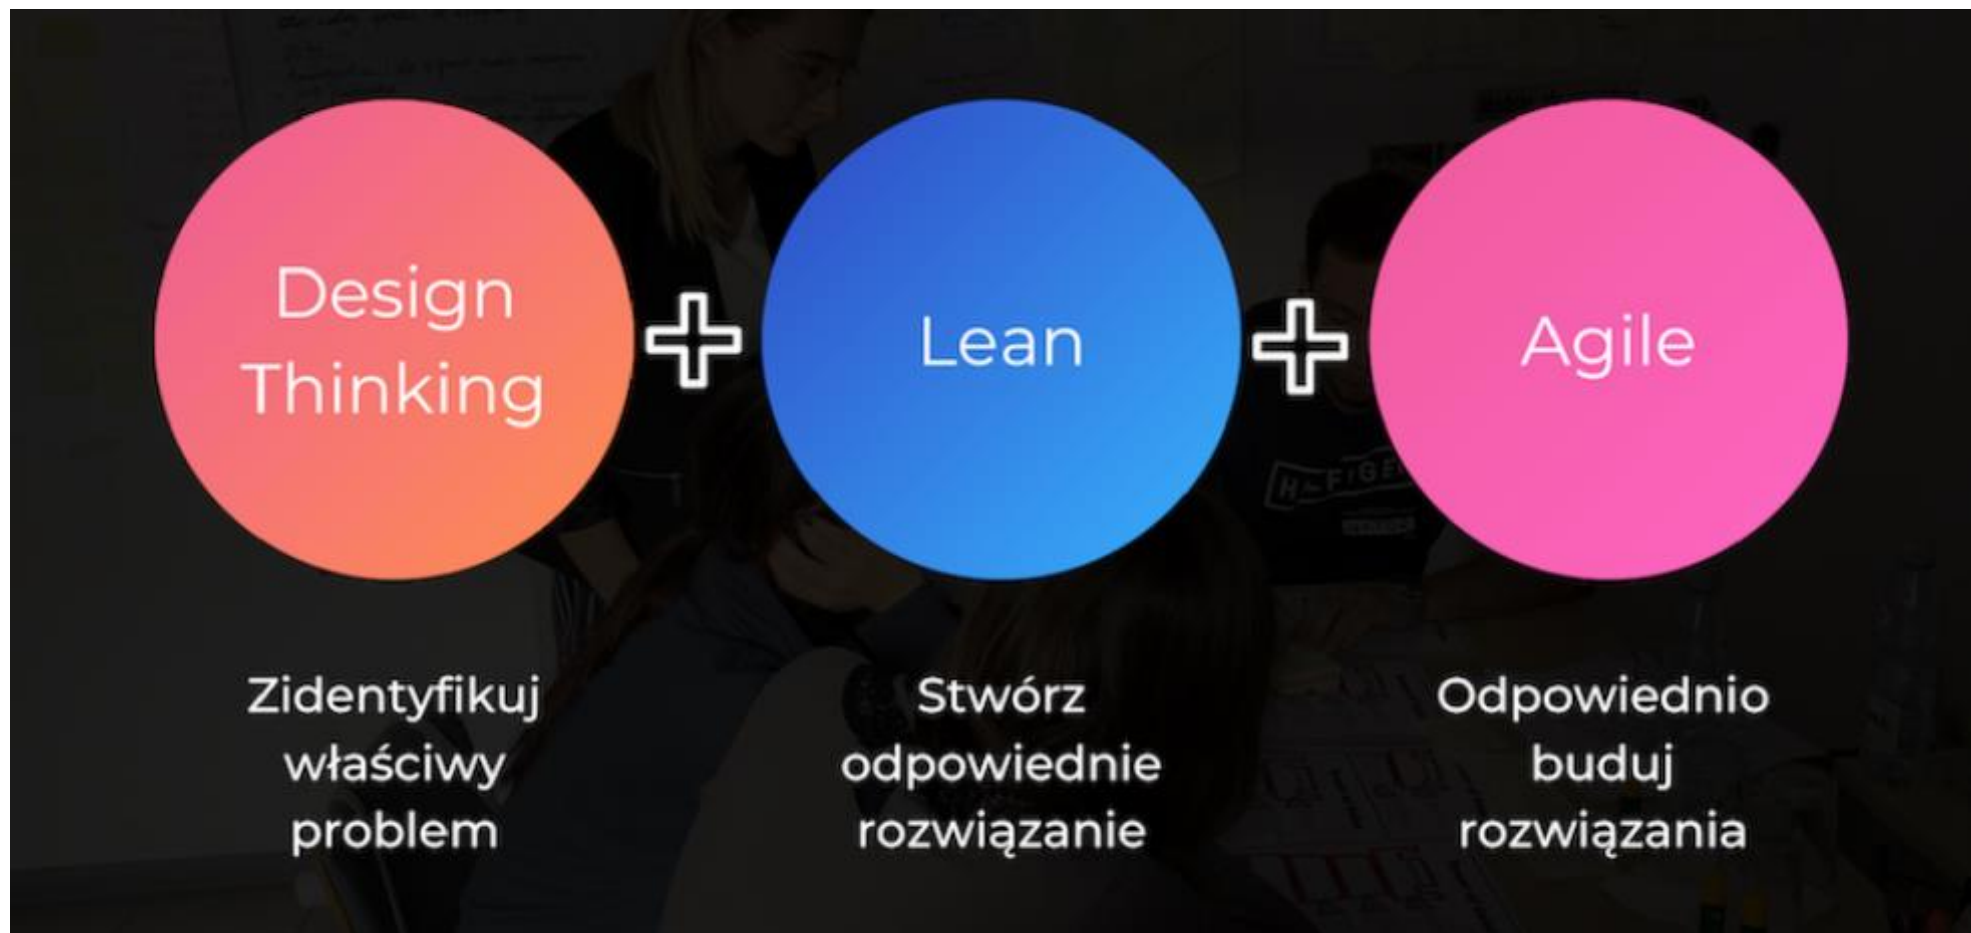 Design
Thinking
Lean
Agile
Zidentyfikuj
właściwy
problem
Stwórz
odpowiednie
rozwiązanie
Odpowiednio
buduj
rozwiązania